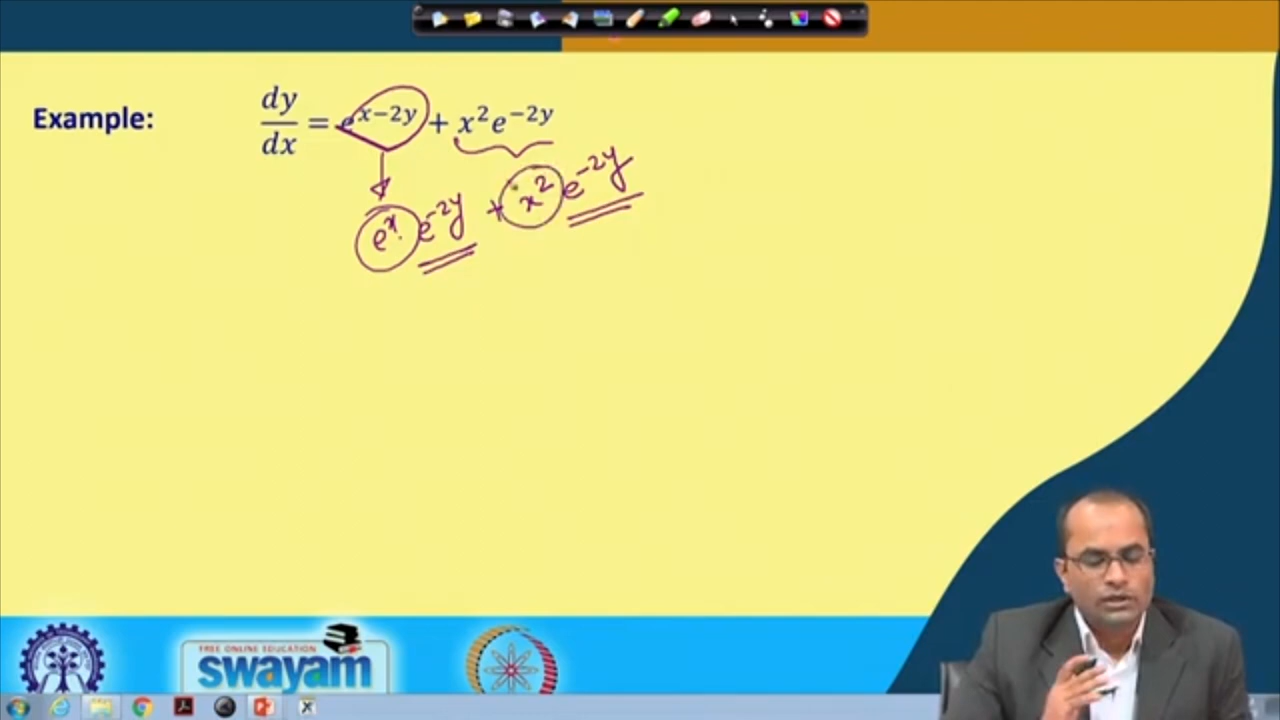 Example: dy/dx = e^{x−2y} + x²e^{−2y}
e^x e^{-2y} + x² e^{-2y}
FREE ONLINE EDUCATION
swayam